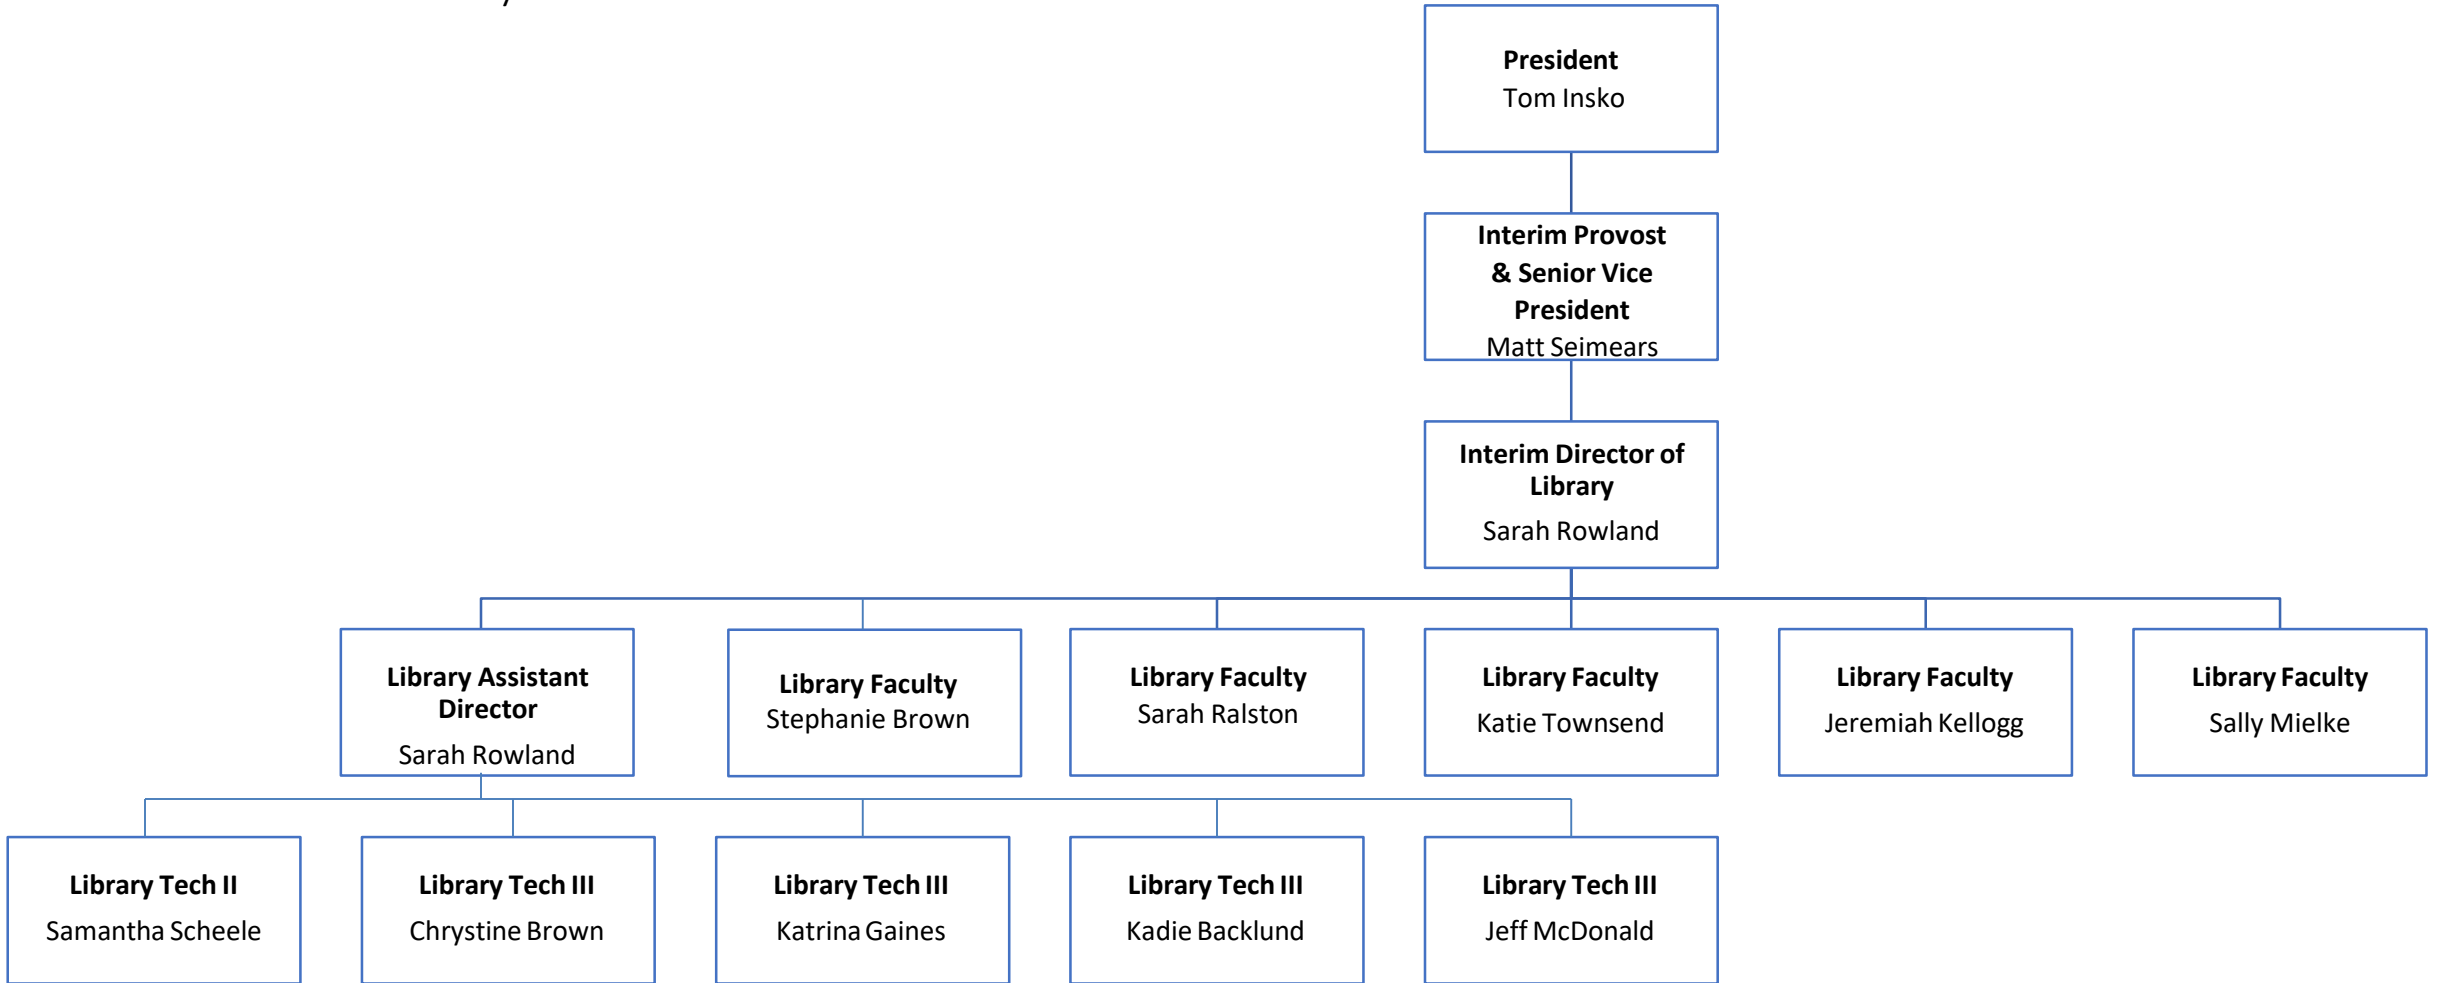 President
Tom Insko
Interim Provost
& Senior Vice
President
Matt Seimears
Interim Director of
Library
Sarah Rowland
Library Assistant
Director
Sarah Rowland
Library Faculty
Stephanie Brown
Library Faculty
Sarah Ralston
Library Faculty
Katie Townsend
Library Faculty
Jeremiah Kellogg
Library Faculty
Sally Mielke
Library Tech II
Samantha Scheele
Library Tech III
Chrystine Brown
Library Tech III
Katrina Gaines
Library Tech III
Kadie Backlund
Library Tech III
Jeff McDonald